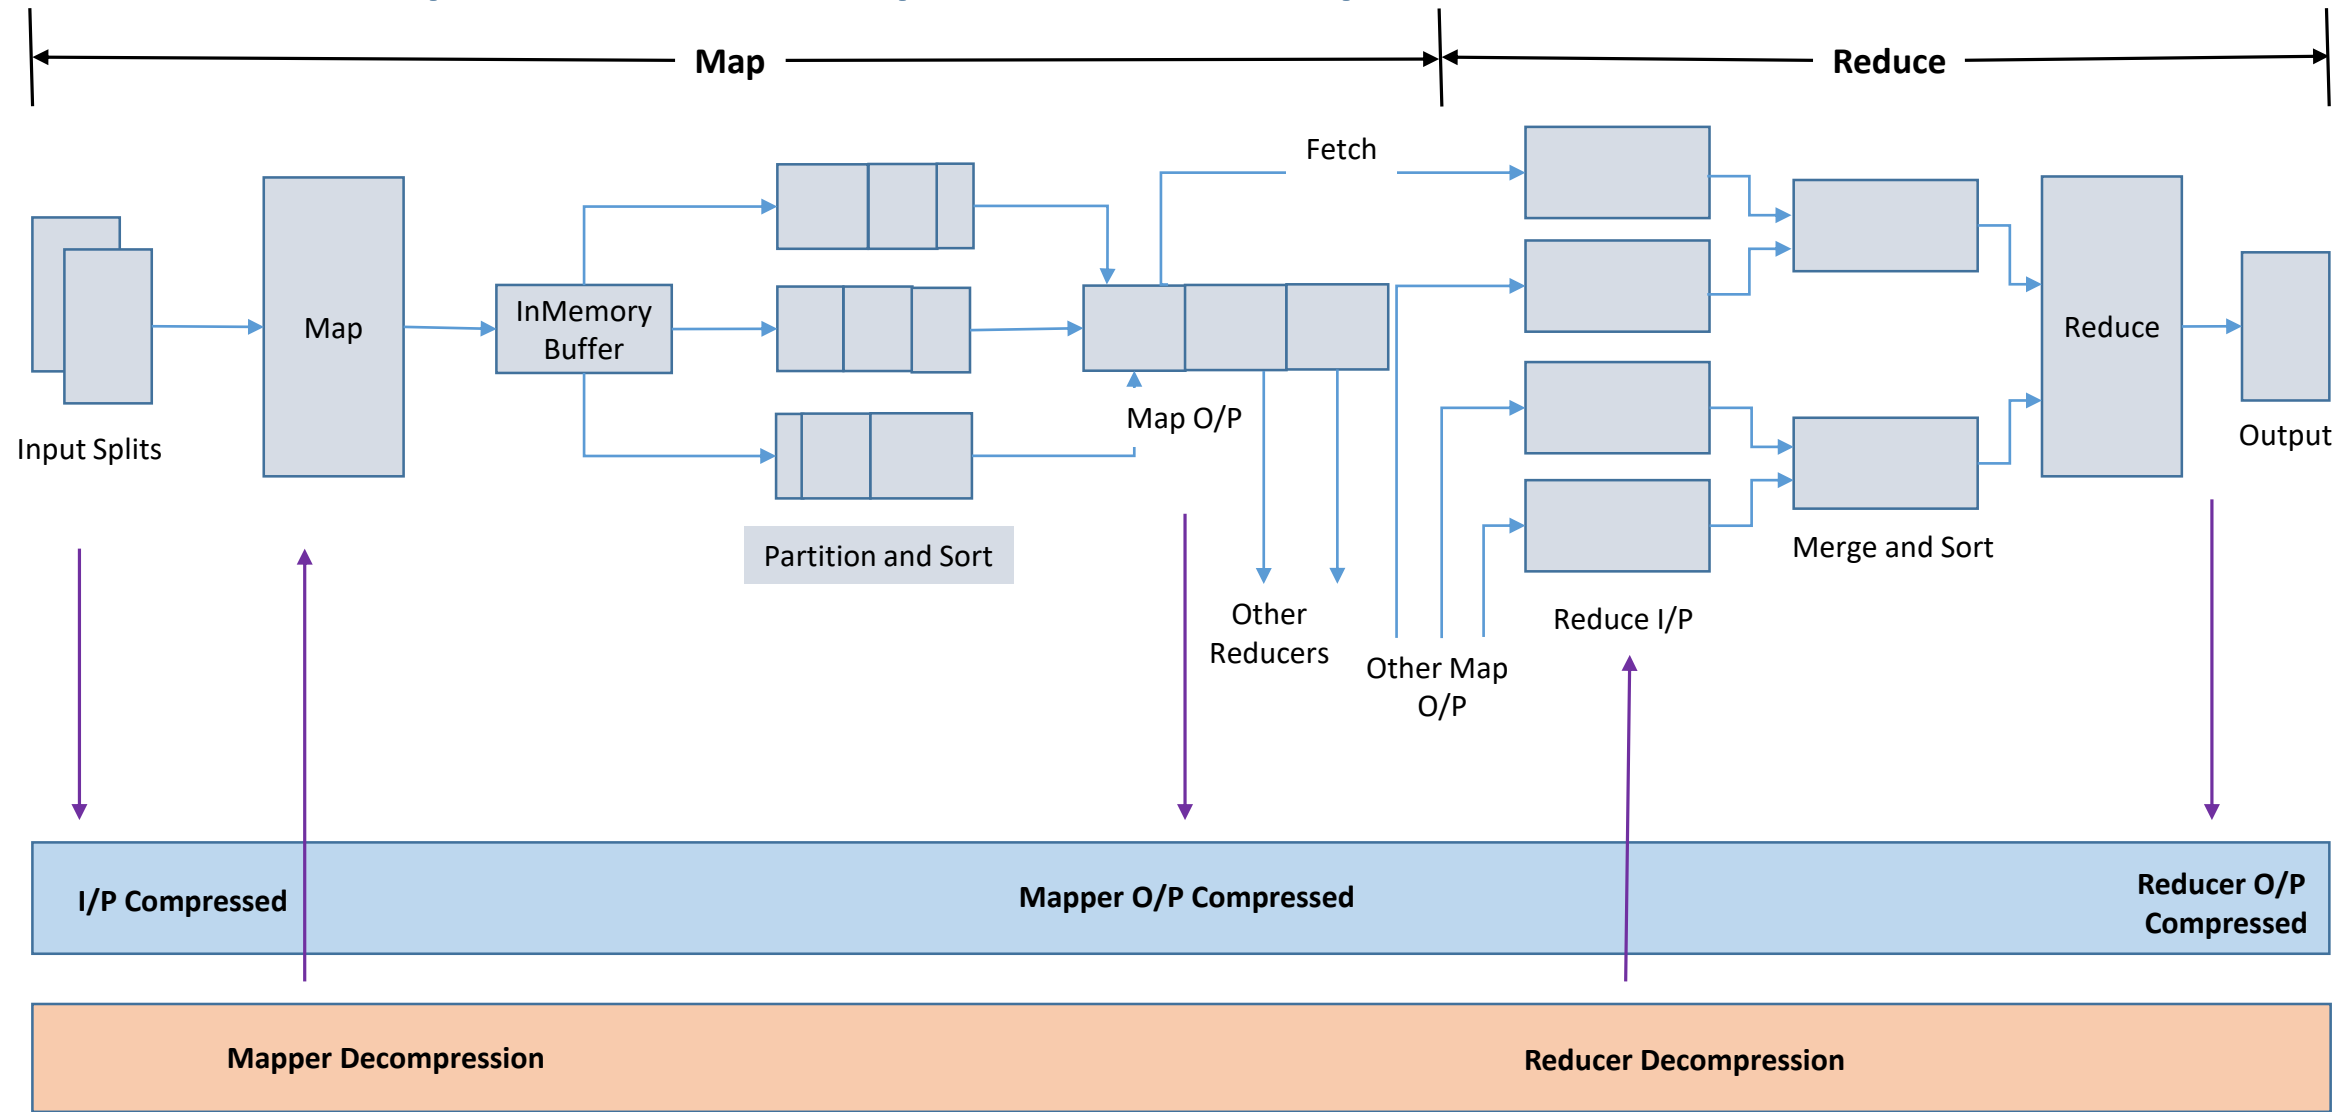 Map
Reduce
Fetch
Map
InMemory
Buffer
Reduce
Map O/P
Input Splits
Output
Partition and Sort
Merge and Sort
Other
Reducers
Reduce I/P
Other Map
O/P
I/P Compressed
Mapper O/P Compressed
Reducer O/P
Compressed
Mapper Decompression
Reducer Decompression